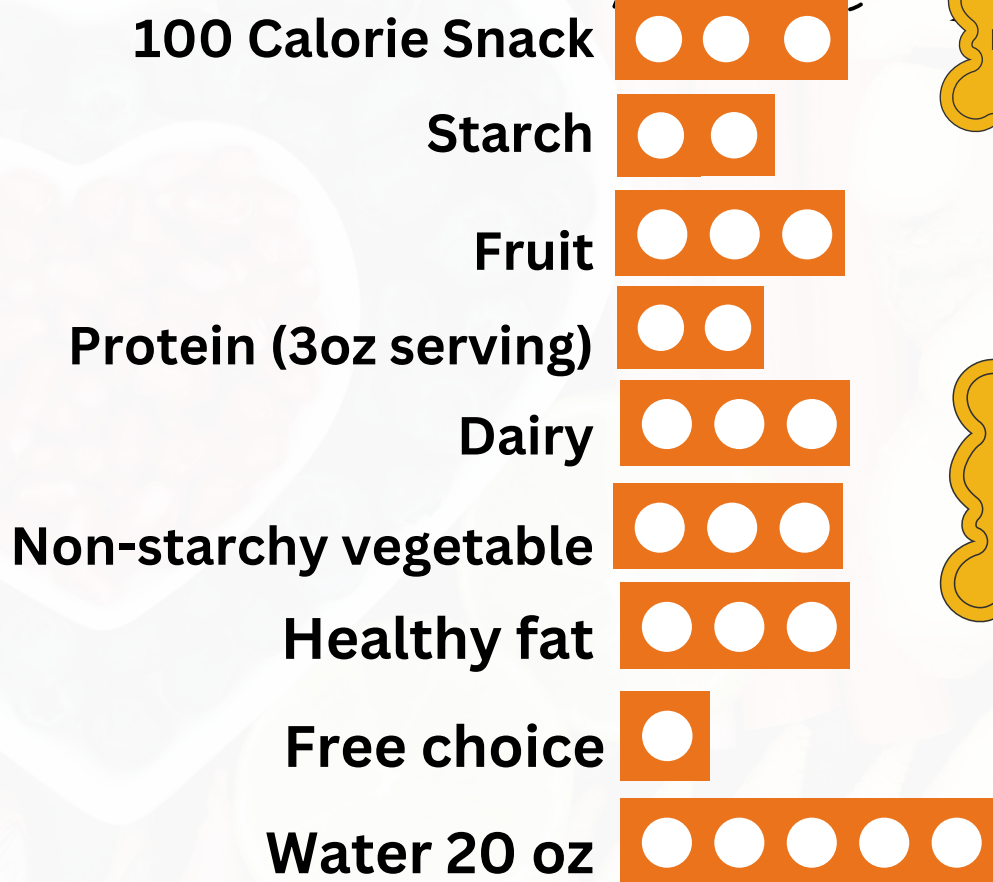 100 Calorie Snack
Starch
Fruit
Protein (3oz serving)
Dairy
Non-starchy vegetable
Healthy fat
Free choice
Water 20 oz